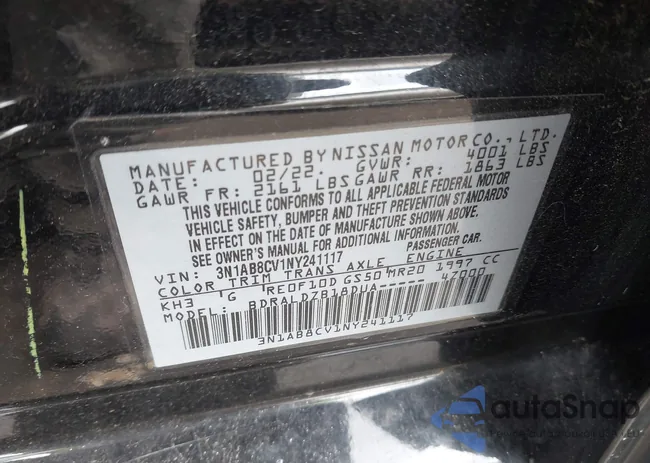 MANUFACTURED BY NISSAN MOTOR CO., LTD.
DATE: 02/22 GVWR: 4001 LBS
GAWR FR: 2161 LBS GAWR RR: 1863 LBS
THIS VEHICLE CONFORMS TO ALL APPLICABLE FEDERAL MOTOR
VEHICLE SAFETY, BUMPER AND THEFT PREVENTION STANDARDS
IN EFFECT ON THE DATE OF MANUFACTURE SHOWN ABOVE.
SEE OWNER'S MANUAL FOR ADDITIONAL INFORMATION
VIN: 3N1AB8CV1NY241117 PASSENGER CAR.
COLOR TRIM TRANS AXLE ENGINE
KH3 G RE0F10D GS50 MR20 1997 CC
MODEL: BDRALDZB18DUA---- 47000
3N1AB8CV1NY241117
autoSnap